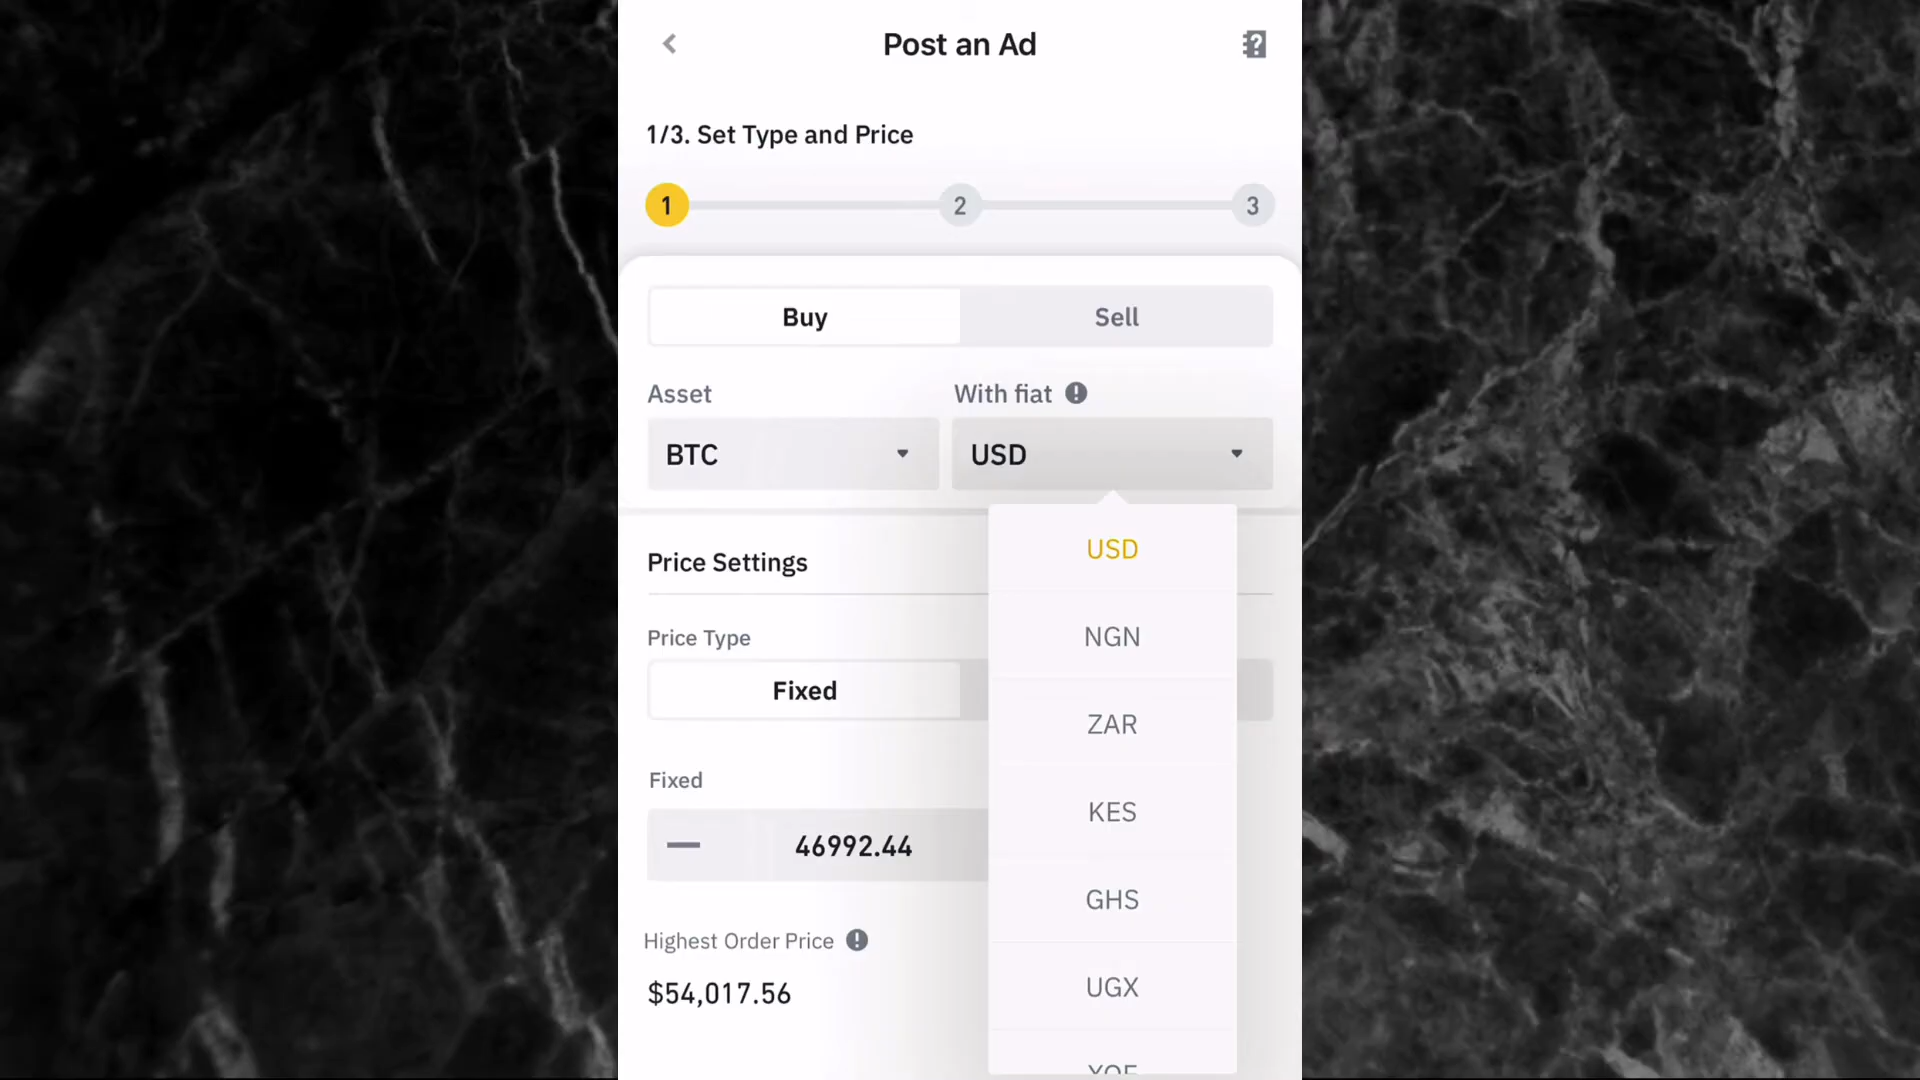 Post an Ad
1/3. Set Type and Price
1 2 3
Buy Sell
Asset With fiat
BTC USD
USD
Price Settings
NGN
Price Type
Fixed
ZAR
Fixed
KES
46992.44
GHS
Highest Order Price
$54,017.56
UGX